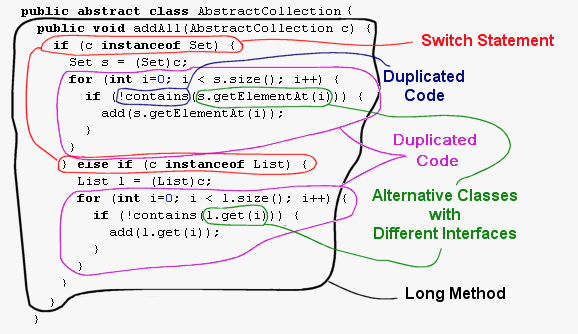 public abstract class AbstractCollection {
public void addAll(AbstractCollection c) {
if (c instanceof Set) {
Set s = (Set)c;
for (int i=0; i < s.size(); i++) {
if (!contains(s.getElementAt(i))) {
add(s.getElementAt(i));
}
}
} else if (c instanceof List) {
List l = (List)c;
for (int i=0; i < l.size(); i++) {
if (!contains(l.get(i))) {
add(l.get(i));
}
}
}
}
}
Switch Statement
Duplicated
Code
Duplicated
Code
Alternative Classes
with
Different Interfaces
Long Method